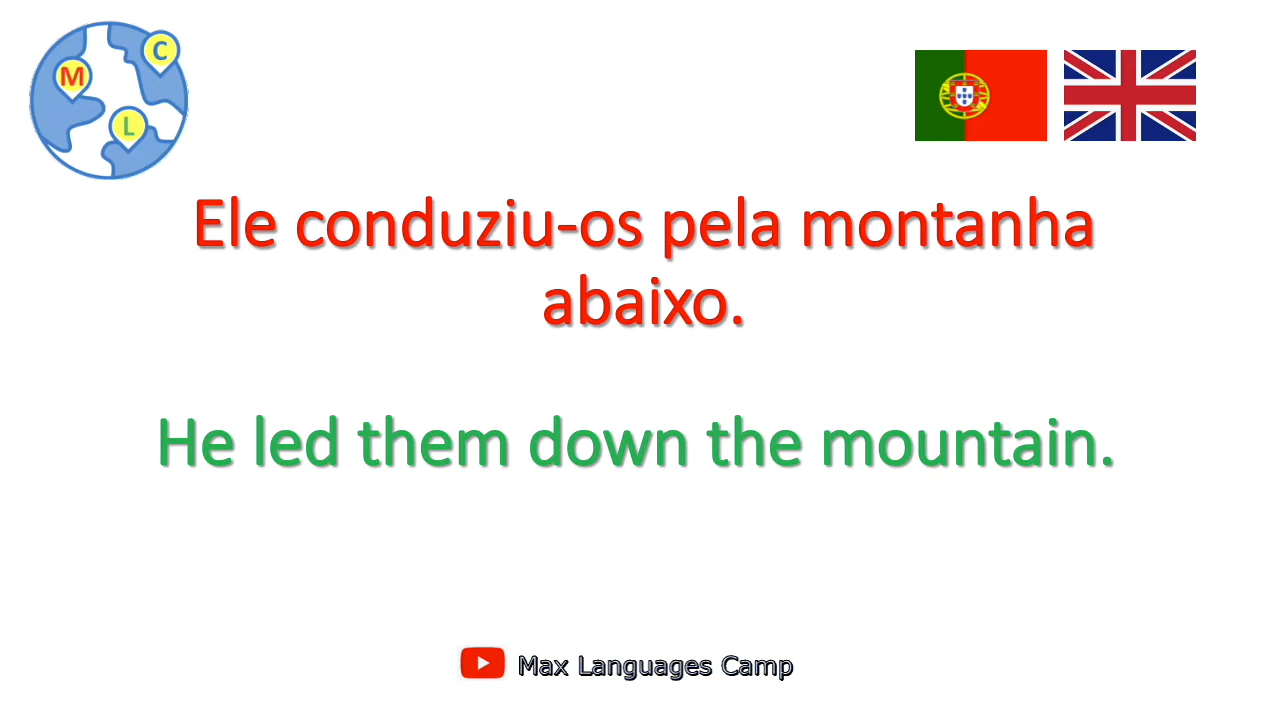 C
M
L
Ele conduziu-os pela montanha
abaixo.
He led them down the mountain.
Max Languages Camp